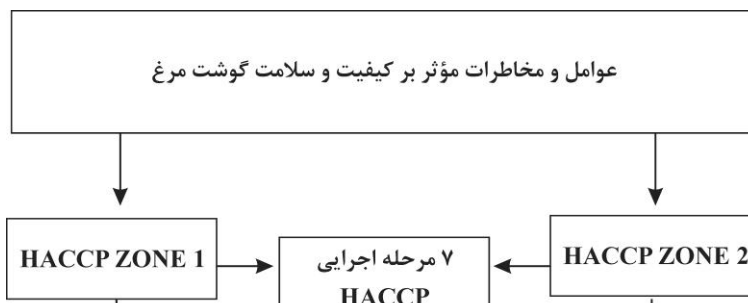 عوامل و مخاطرات مؤثر بر کیفیت و سلامت گوشت مرغ
HACCP ZONE 1
۷ مرحله اجرایی
HACCP
HACCP ZONE 2